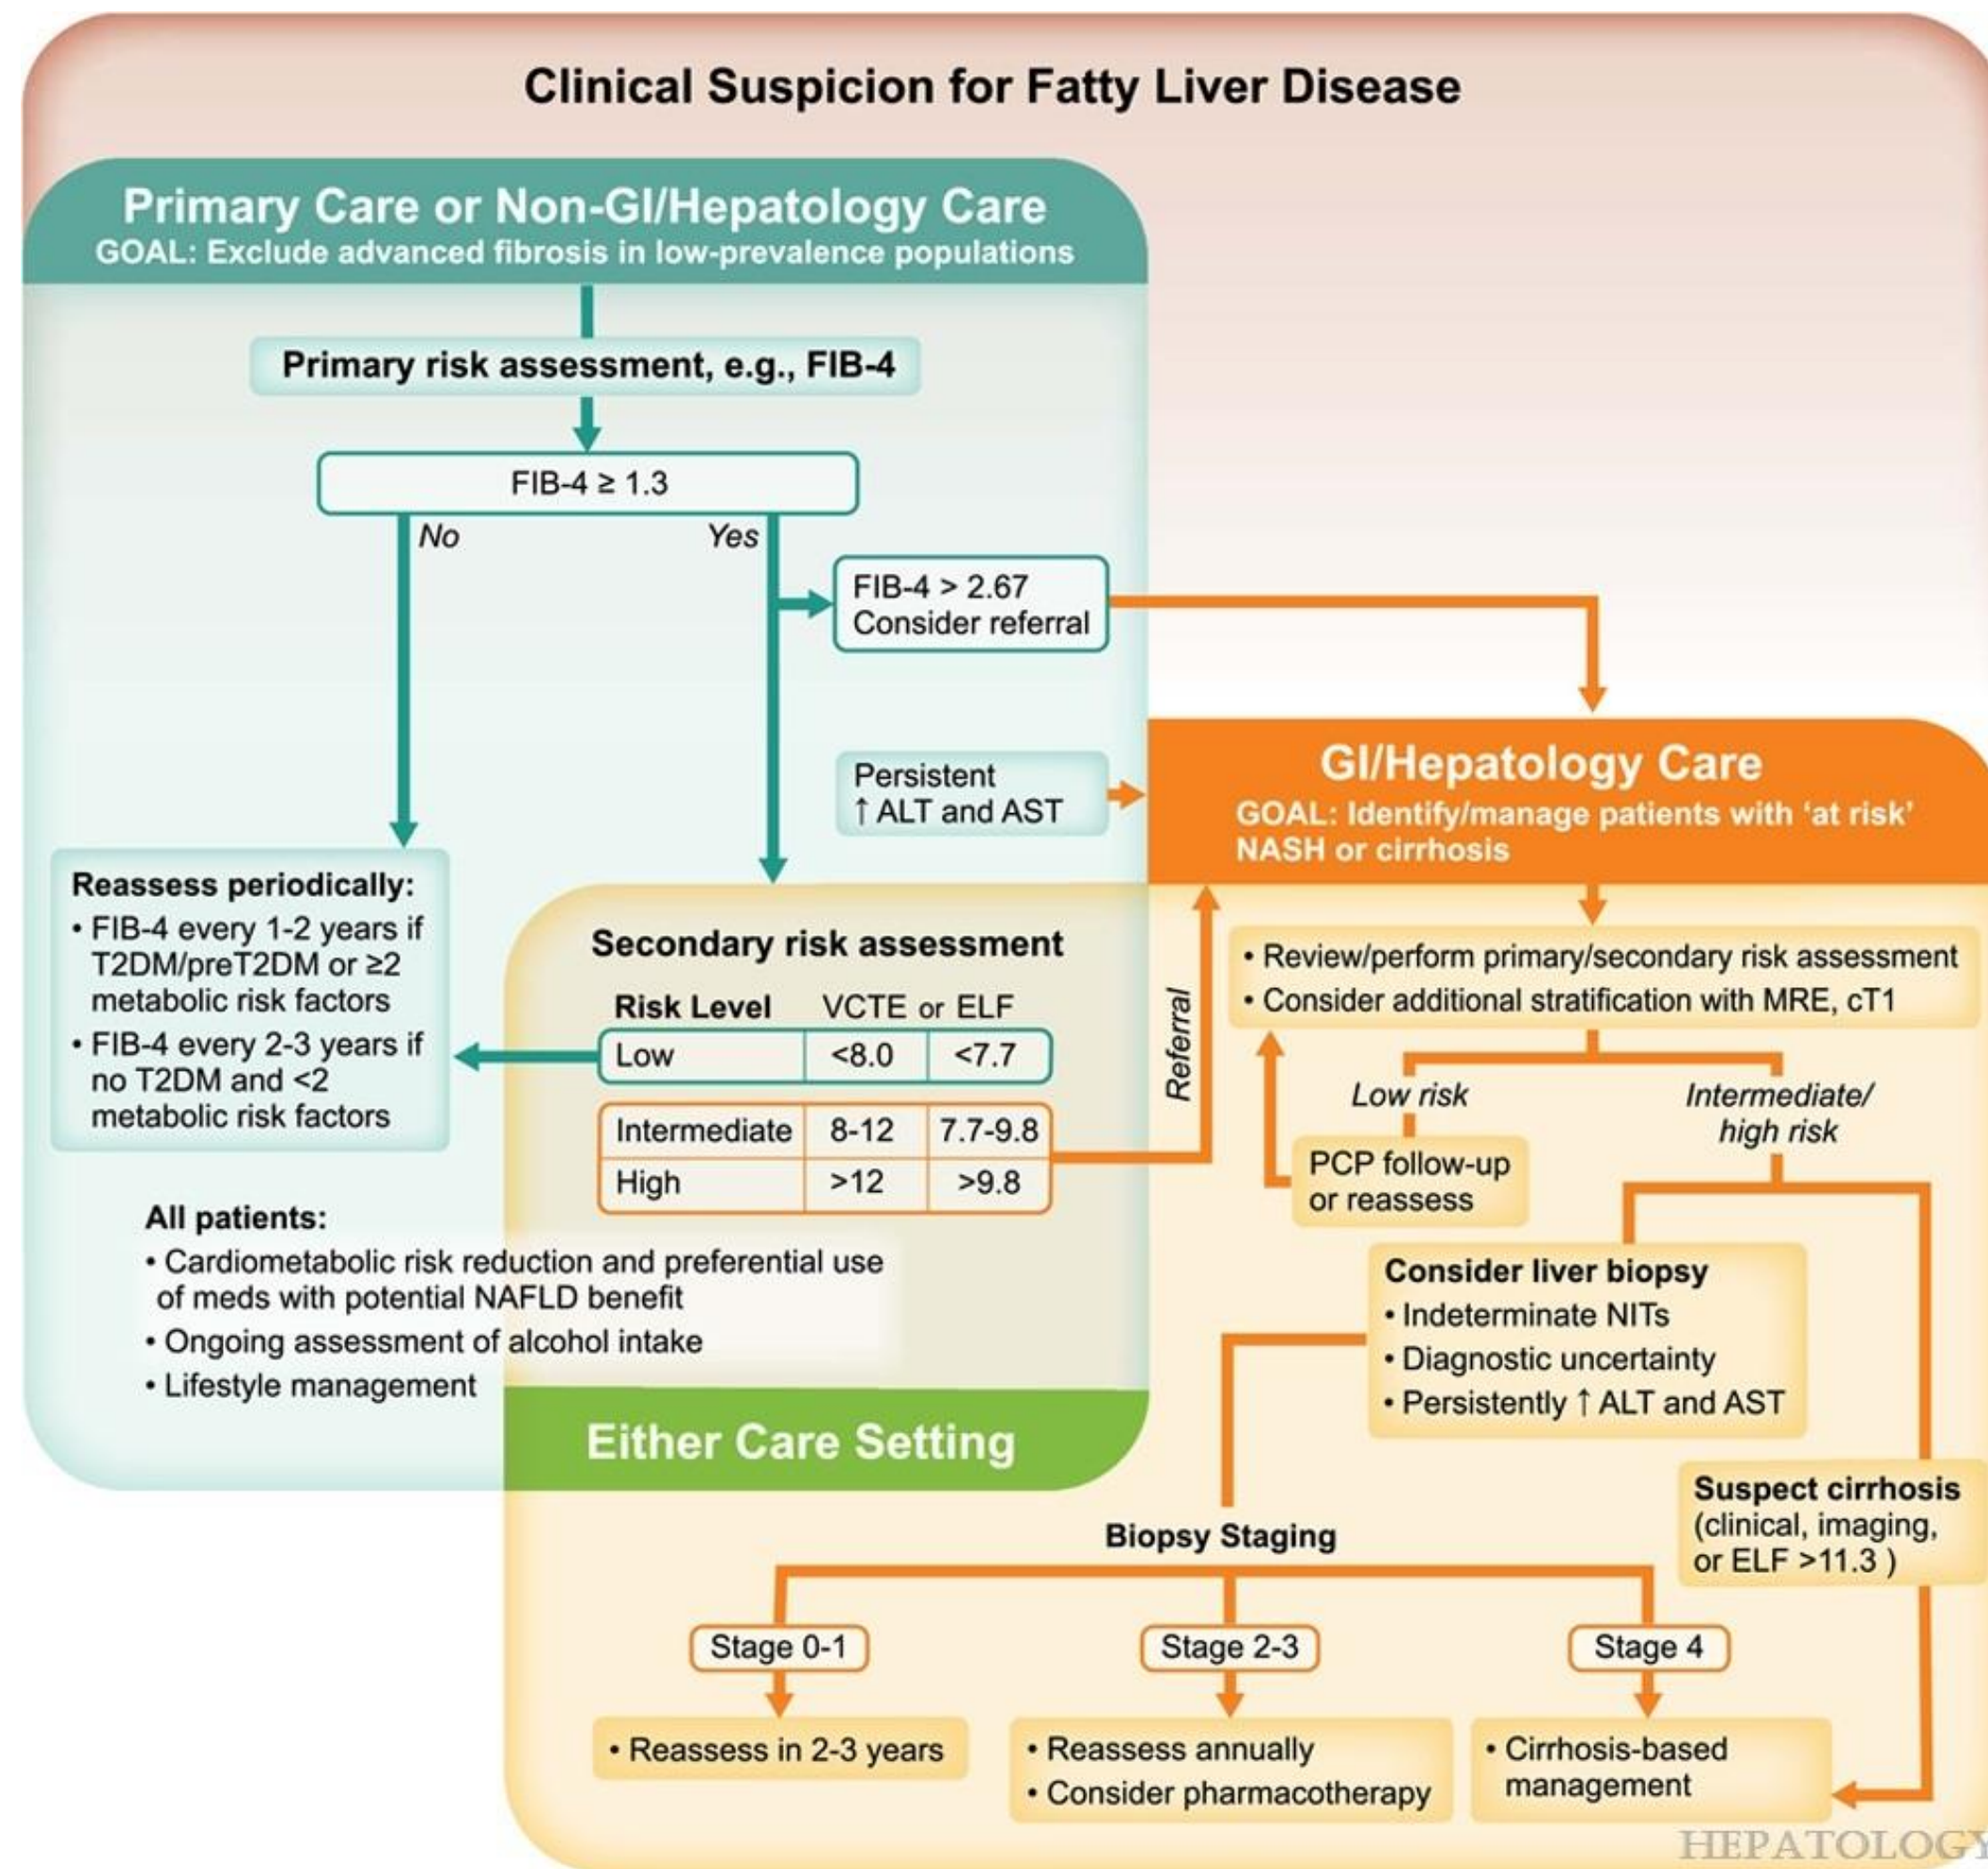 Clinical Suspicion for Fatty Liver Disease
Primary Care or Non-GI/Hepatology Care
GOAL: Exclude advanced fibrosis in low-prevalence populations
Primary risk assessment, e.g., FIB-4
FIB-4 ≥ 1.3
No
Yes
FIB-4 > 2.67
Consider referral
Persistent
↑ ALT and AST
GI/Hepatology Care
GOAL: Identify/manage patients with ‘at risk’
NASH or cirrhosis
Reassess periodically:
• FIB-4 every 1-2 years if
T2DM/preT2DM or ≥2
metabolic risk factors
• FIB-4 every 2-3 years if
no T2DM and <2
metabolic risk factors
Secondary risk assessment
Risk Level VCTE or ELF
Low <8.0 <7.7
Intermediate 8-12 7.7-9.8
High >12 >9.8
Referral
• Review/perform primary/secondary risk assessment
• Consider additional stratification with MRE, cT1
Low risk
Intermediate/
high risk
PCP follow-up
or reassess
All patients:
• Cardiometabolic risk reduction and preferential use
of meds with potential NAFLD benefit
• Ongoing assessment of alcohol intake
• Lifestyle management
Either Care Setting
Consider liver biopsy
• Indeterminate NITs
• Diagnostic uncertainty
• Persistently ↑ ALT and AST
Suspect cirrhosis
(clinical, imaging,
or ELF >11.3 )
Biopsy Staging
Stage 0-1
Stage 2-3
Stage 4
• Reassess in 2-3 years
• Reassess annually
• Consider pharmacotherapy
• Cirrhosis-based
management
HEPATOLOGY